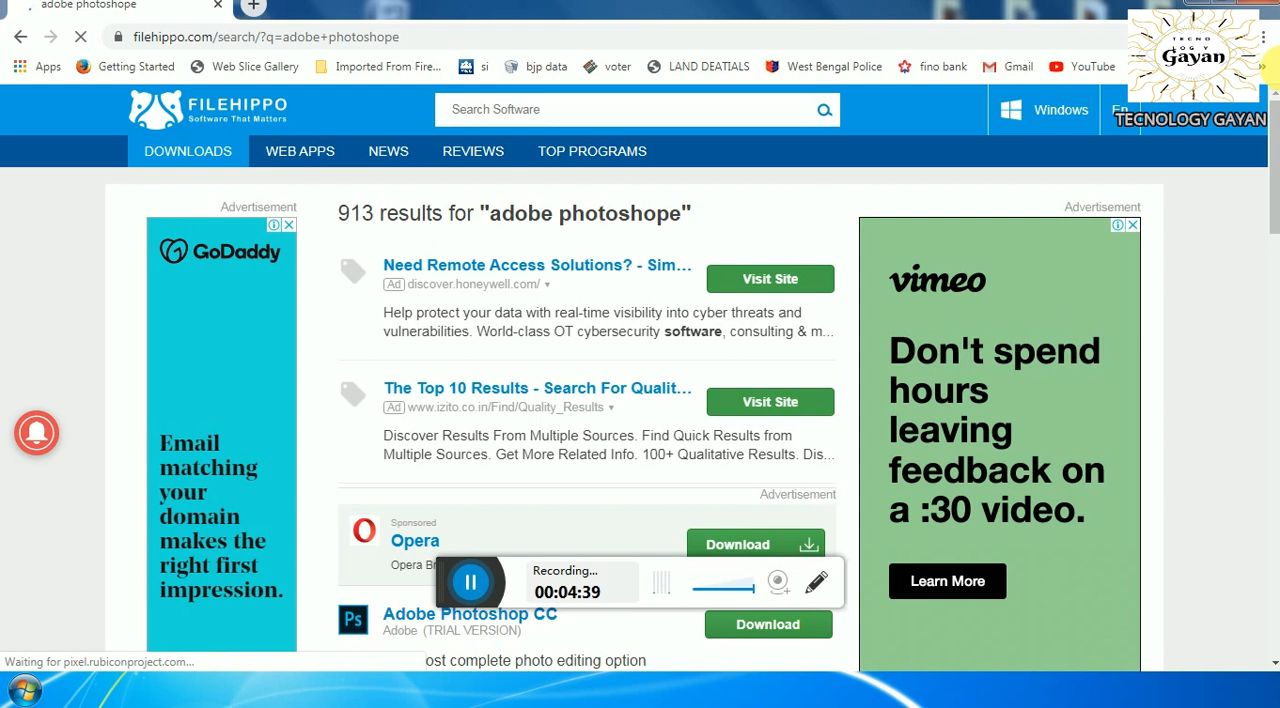 adobe photoshope
filehippo.com/search/?q=adobe+photoshope
Apps Getting Started Web Slice Gallery Imported From Fire... si bjp data voter LAND DEATIALS West Bengal Police fino bank Gmail YouTube
TECNO
LOGY
Gayan
TECNOLOGY GAYAN
FILEHIPPO
Software That Matters
Search Software
Windows
En
DOWNLOADS WEB APPS NEWS REVIEWS TOP PROGRAMS
Advertisement
GoDaddy
Email
matching
your
domain
makes the
right first
impression.
913 results for "adobe photoshope"
Need Remote Access Solutions? - Sim...
Visit Site
Ad discover.honeywell.com/
Help protect your data with real-time visibility into cyber threats and
vulnerabilities. World-class OT cybersecurity software, consulting & m...
The Top 10 Results - Search For Qualit...
Visit Site
Ad www.izito.co.in/Find/Quality_Results
Discover Results From Multiple Sources. Find Quick Results from
Multiple Sources. Get More Related Info. 100+ Qualitative Results. Dis...
Advertisement
Sponsored
Opera
Download
Opera Br
Recording...
00:04:39
Ps
Adobe Photoshop CC
Adobe (TRIAL VERSION)
Download
ost complete photo editing option
Advertisement
vimeo
Don't spend
hours
leaving
feedback on
a :30 video.
Learn More
Waiting for pixel.rubiconproject.com...